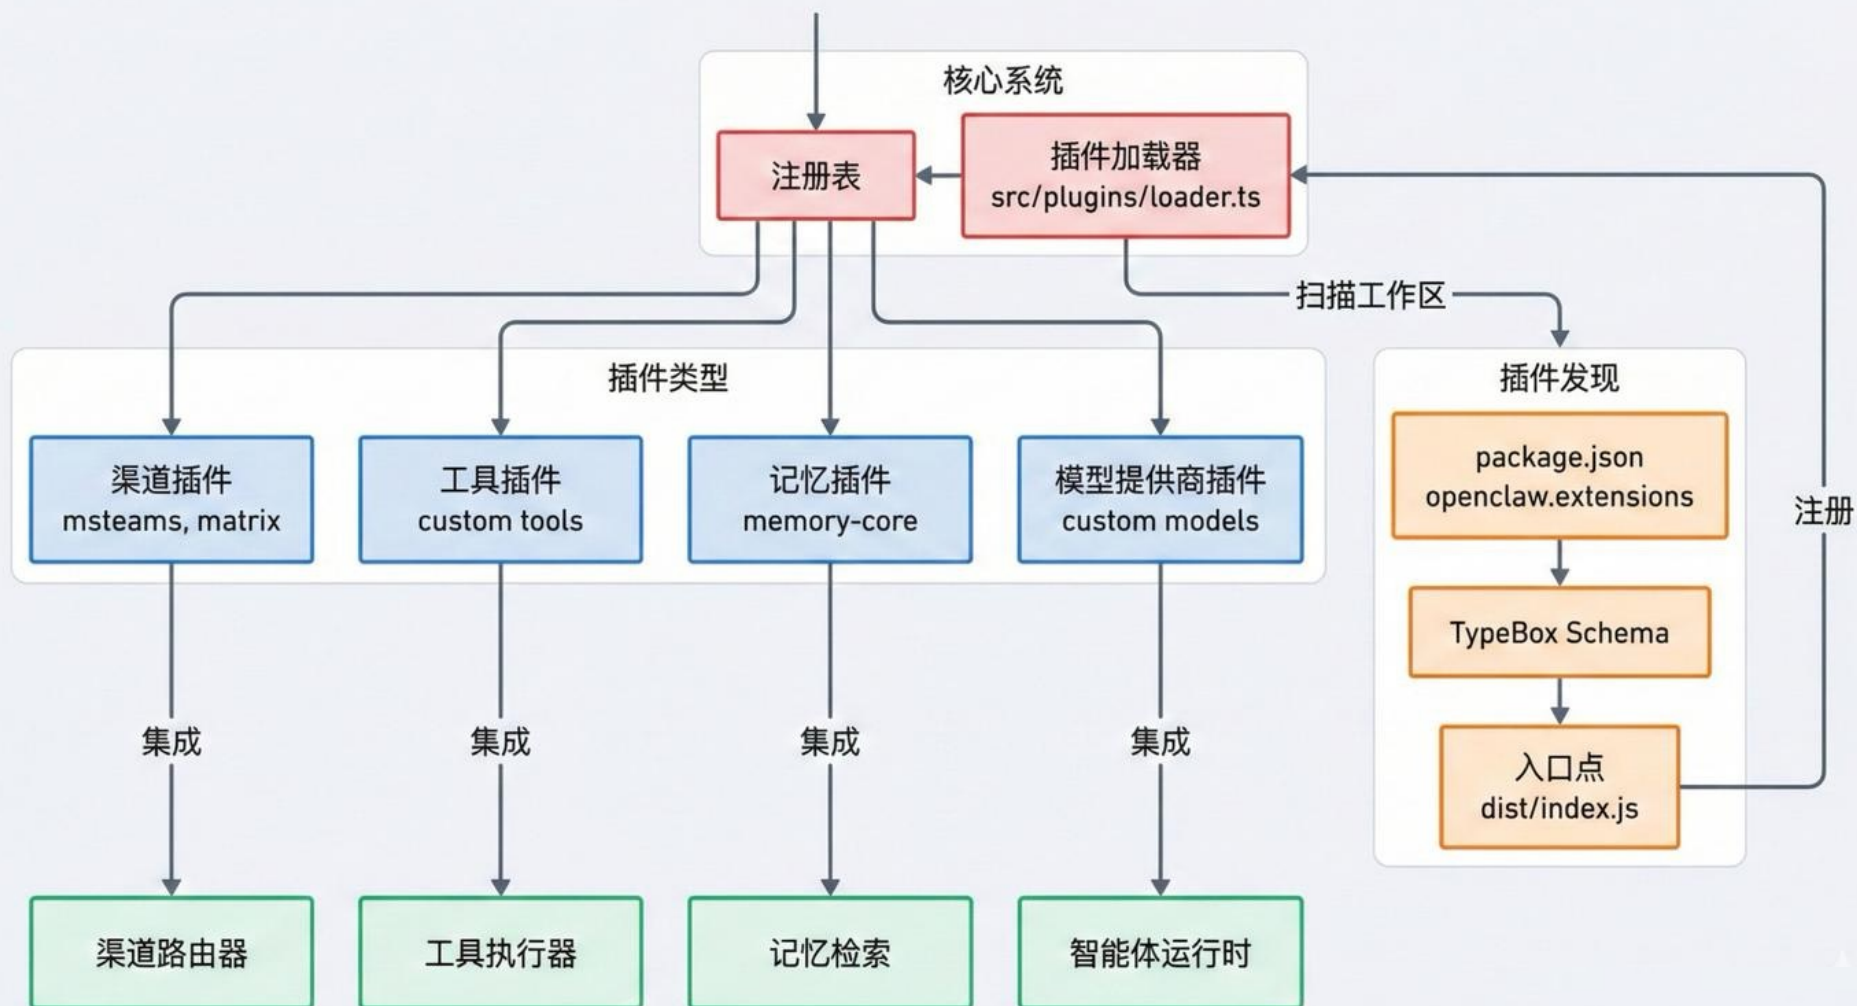 核心系统
注册表
插件加载器
src/plugins/loader.ts
扫描工作区
插件类型
渠道插件
msteams, matrix
工具插件
custom tools
记忆插件
memory-core
模型提供商插件
custom models
插件发现
package.json
openclaw.extensions
TypeBox Schema
入口点
dist/index.js
注册
集成
集成
集成
集成
渠道路由器
工具执行器
记忆检索
智能体运行时